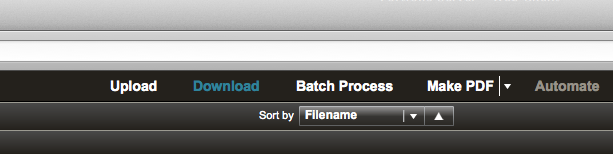 Upload Download Batch Process Make PDF Automate
Sort by Filename